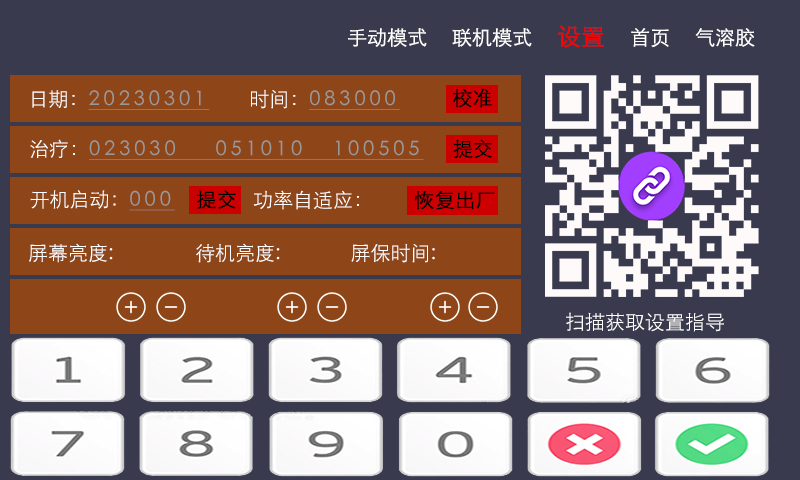 手动模式 联机模式 设置 首页 气溶胶
日期：20230301 时间：083000 校准
治疗：023030 051010 100505 提交
开机启动：000 提交 功率自适应： 恢复出厂
屏幕亮度： 待机亮度： 屏保时间：
+ − + − + −
扫描获取设置指导
1 2 3 4 5 6
7 8 9 0